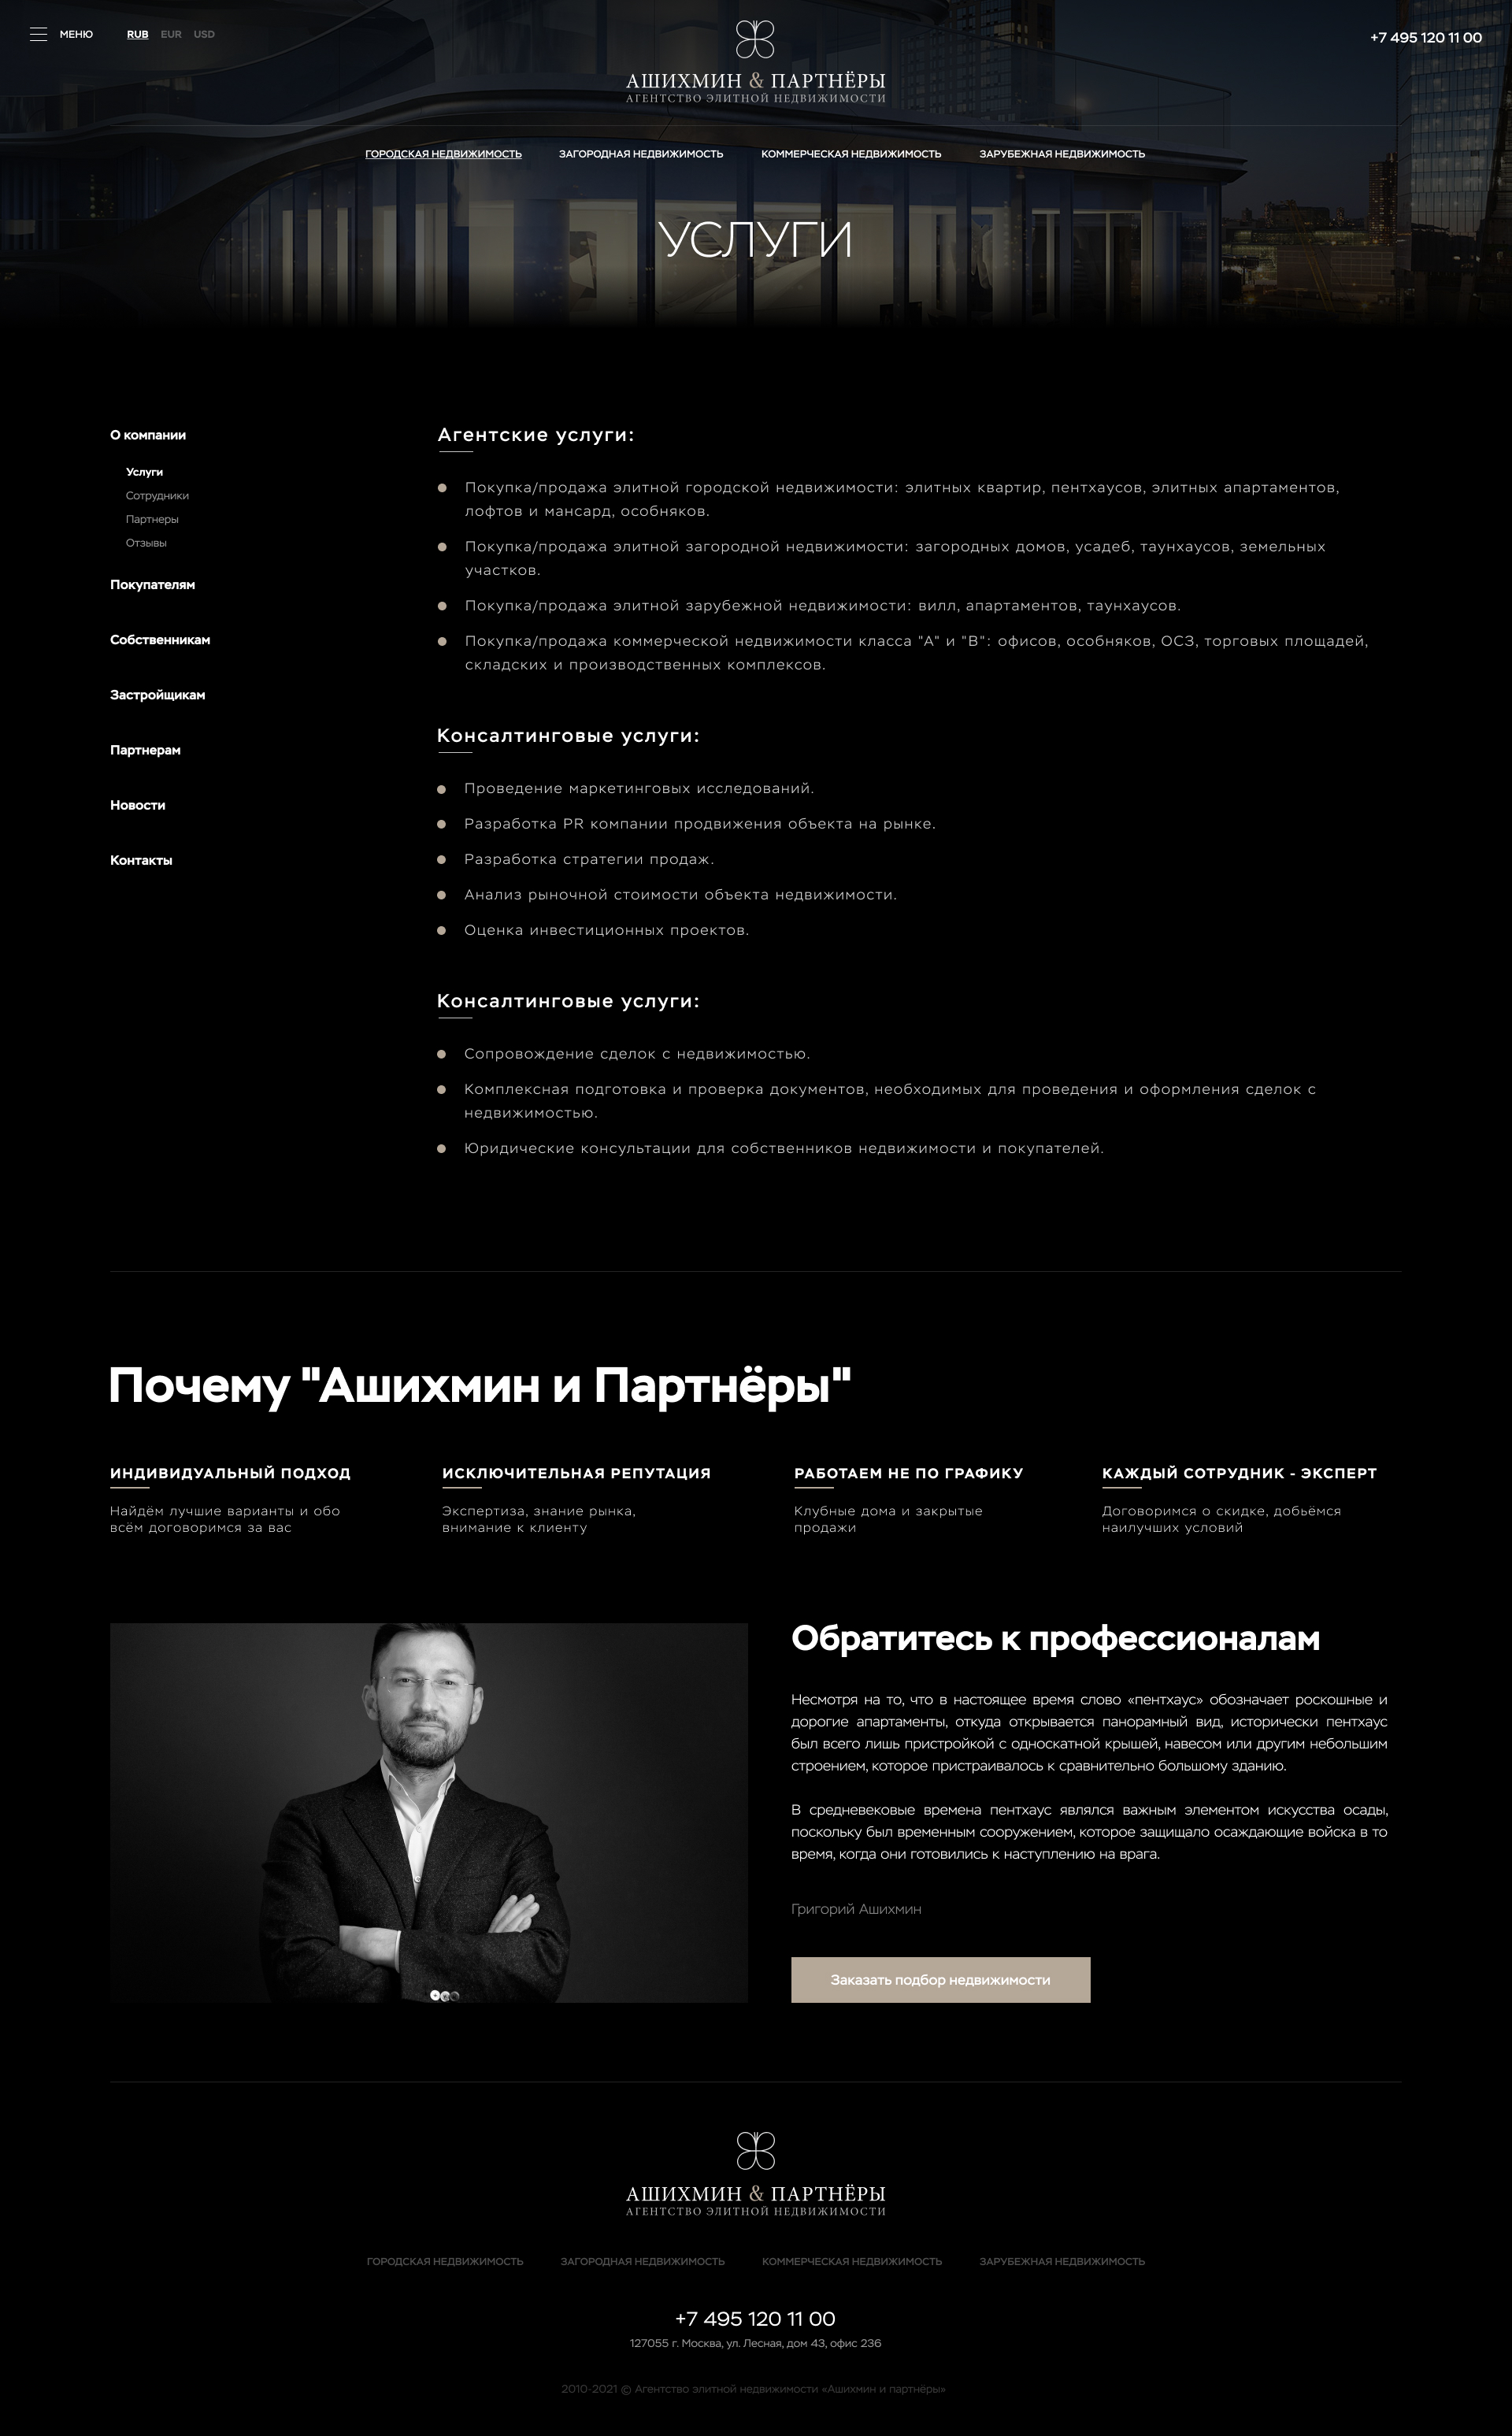 МЕНЮ RUB EUR USD
+7 495 120 11 00
АШИХМИН & ПАРТНЁРЫ
АГЕНТСТВО ЭЛИТНОЙ НЕДВИЖИМОСТИ
ГОРОДСКАЯ НЕДВИЖИМОСТЬ ЗАГОРОДНАЯ НЕДВИЖИМОСТЬ КОММЕРЧЕСКАЯ НЕДВИЖИМОСТЬ ЗАРУБЕЖНАЯ НЕДВИЖИМОСТЬ
УСЛУГИ
О компании
Услуги
Сотрудники
Партнеры
Отзывы
Покупателям
Собственникам
Застройщикам
Партнерам
Новости
Контакты
Агентские услуги:
Покупка/продажа элитной городской недвижимости: элитных квартир, пентхаусов, элитных апартаментов,
лофтов и мансард, особняков.
Покупка/продажа элитной загородной недвижимости: загородных домов, усадеб, таунхаусов, земельных
участков.
Покупка/продажа элитной зарубежной недвижимости: вилл, апартаментов, таунхаусов.
Покупка/продажа коммерческой недвижимости класса "А" и "В": офисов, особняков, ОСЗ, торговых площадей,
складских и производственных комплексов.
Консалтинговые услуги:
Проведение маркетинговых исследований.
Разработка PR компании продвижения объекта на рынке.
Разработка стратегии продаж.
Анализ рыночной стоимости объекта недвижимости.
Оценка инвестиционных проектов.
Консалтинговые услуги:
Сопровождение сделок с недвижимостью.
Комплексная подготовка и проверка документов, необходимых для проведения и оформления сделок с
недвижимостью.
Юридические консультации для собственников недвижимости и покупателей.
Почему "Ашихмин и Партнёры"
ИНДИВИДУАЛЬНЫЙ ПОДХОД
Найдём лучшие варианты и обо
всём договоримся за вас
ИСКЛЮЧИТЕЛЬНАЯ РЕПУТАЦИЯ
Экспертиза, знание рынка,
внимание к клиенту
РАБОТАЕМ НЕ ПО ГРАФИКУ
Клубные дома и закрытые
продажи
КАЖДЫЙ СОТРУДНИК - ЭКСПЕРТ
Договоримся о скидке, добьёмся
наилучших условий
Обратитесь к профессионалам
Несмотря на то, что в настоящее время слово «пентхаус» обозначает роскошные и
дорогие апартаменты, откуда открывается панорамный вид, исторически пентхаус
был всего лишь пристройкой с односкатной крышей, навесом или другим небольшим
строением, которое пристраивалось к сравнительно большому зданию.
В средневековые времена пентхаус являлся важным элементом искусства осады,
поскольку был временным сооружением, которое защищало осаждающие войска в то
время, когда они готовились к наступлению на врага.
Григорий Ашихмин
Заказать подбор недвижимости
АШИХМИН & ПАРТНЁРЫ
АГЕНТСТВО ЭЛИТНОЙ НЕДВИЖИМОСТИ
ГОРОДСКАЯ НЕДВИЖИМОСТЬ ЗАГОРОДНАЯ НЕДВИЖИМОСТЬ КОММЕРЧЕСКАЯ НЕДВИЖИМОСТЬ ЗАРУБЕЖНАЯ НЕДВИЖИМОСТЬ
+7 495 120 11 00
127055 г. Москва, ул. Лесная, дом 43, офис 236
2010-2021 © Агентство элитной недвижимости «Ашихмин и партнёры»